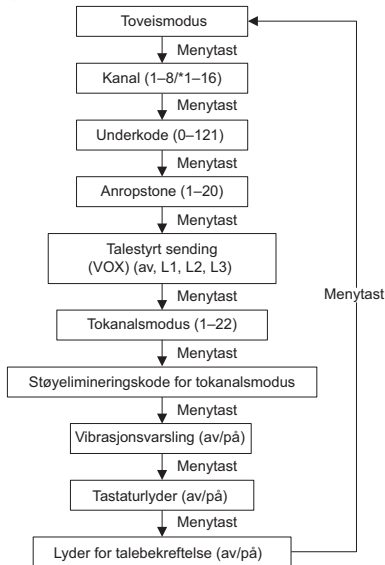 Toveismodus
Menytast
Kanal (1–8/*1–16)
Menytast
Underkode (0–121)
Menytast
Anropstone (1–20)
Menytast
Talestyrt sending
(VOX) (av, L1, L2, L3)
Menytast
Menytast
Tokanalsmodus (1–22)
Menytast
Støyelimineringskode for tokanalsmodus
Menytast
Vibrasjonsvarsling (av/på)
Menytast
Tastaturlyder (av/på)
Menytast
Lyder for talebekreftelse (av/på)